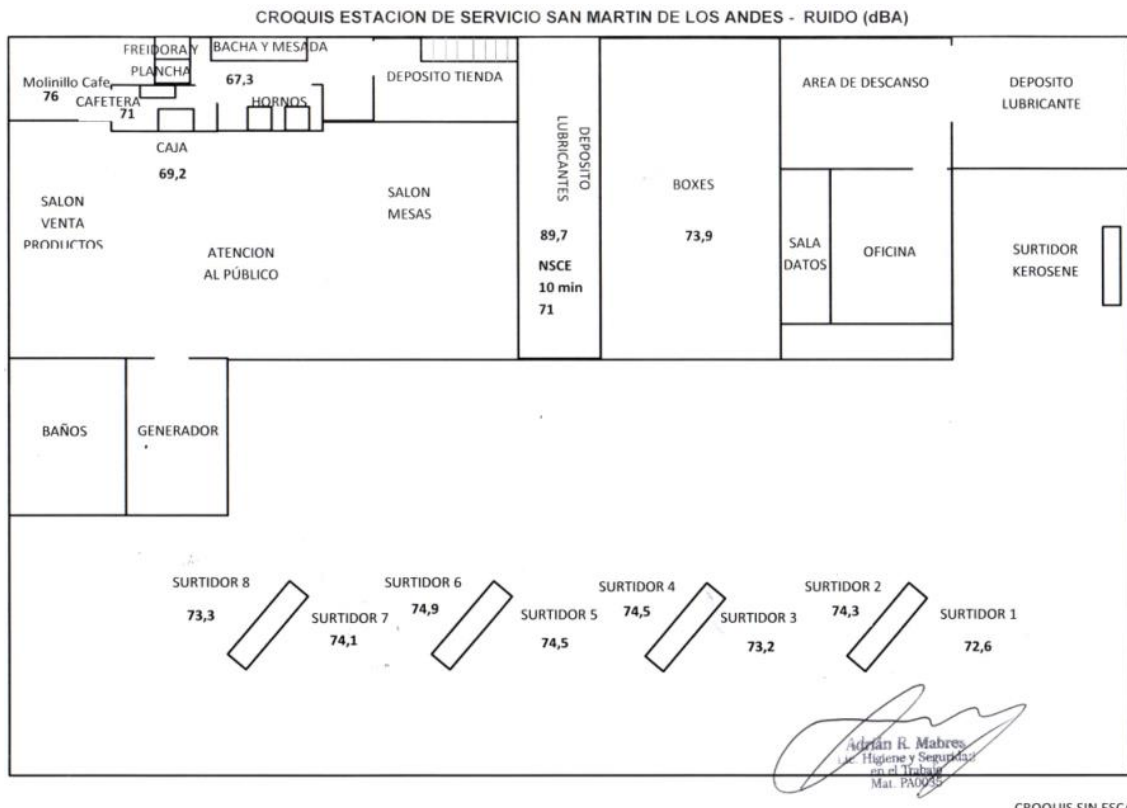 CROQUIS ESTACION DE SERVICIO SAN MARTIN DE LOS ANDES - RUIDO (dBA)
FREIDORA Y
PLANCHA
BACHA Y MESADA
67,3
Molinillo Cafe
76
CAFETERA
71
HORNOS
DEPOSITO TIENDA
CAJA
69,2
SALON
VENTA
PRODUCTOS
SALON
MESAS
ATENCION
AL PÚBLICO
DEPOSITO
LUBRICANTES
89,7
NSCE
10 min
71
BOXES
73,9
AREA DE DESCANSO
DEPOSITO
LUBRICANTE
SALA
DATOS
OFICINA
SURTIDOR
KEROSENE
BAÑOS
GENERADOR
SURTIDOR 8
73,3
SURTIDOR 7
74,1
SURTIDOR 6
74,9
SURTIDOR 5
74,5
SURTIDOR 4
74,5
SURTIDOR 3
73,2
SURTIDOR 2
74,3
SURTIDOR 1
72,6
Adrián R. Mabres
Lic. Higiene y Seguridad
en el Trabajo
Mat. PA0035
CROQUIS SIN ESCA